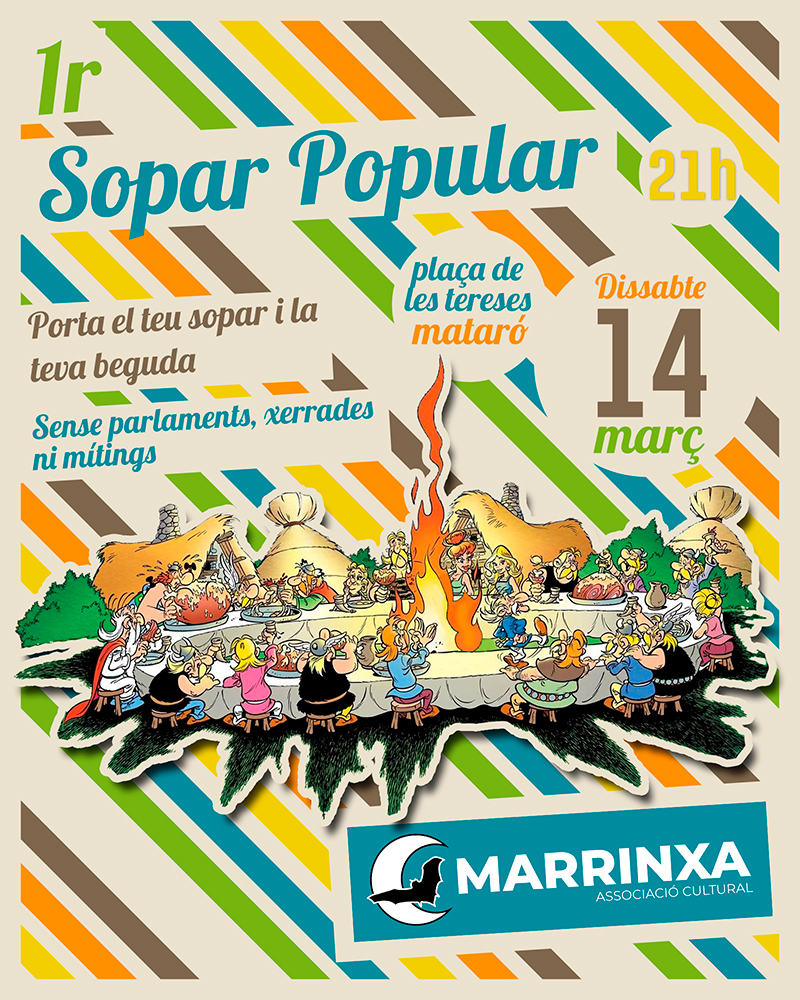 1r
Sopar Popular
21h
plaça de
les tereses
mataró
Dissabte
14
març
Porta el teu sopar i la
teva beguda
Sense parlaments, xerrades
ni mítings
MARRINXA
ASSOCIACIÓ CULTURAL